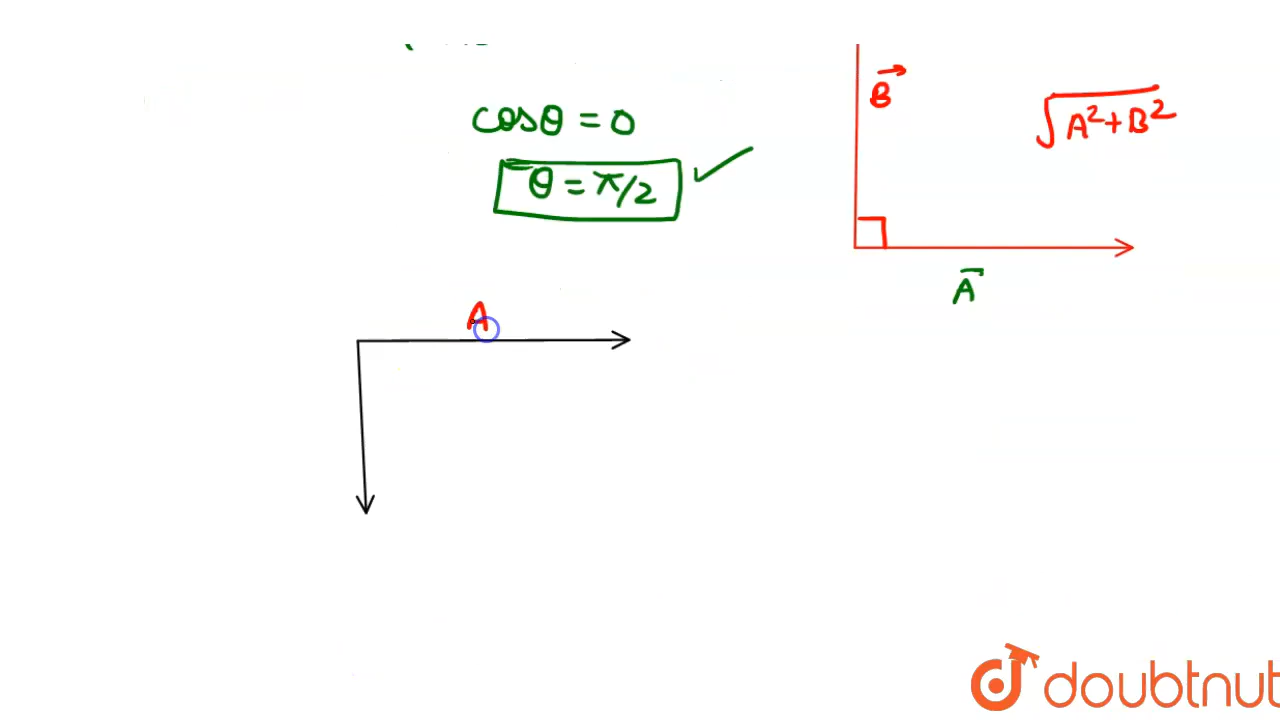 cosθ = 0
θ = π/2
B⃗
√A²+B²
A⃗
A
doubtnut